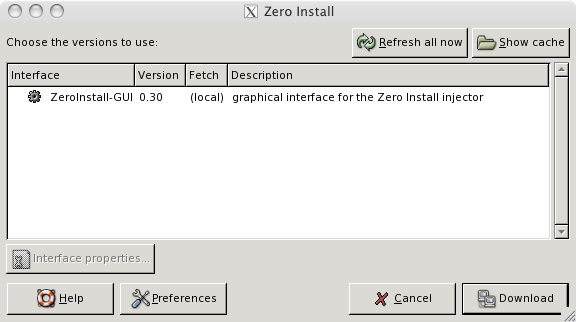 Zero Install
Choose the versions to use:
Refresh all now
Show cache
Interface Version Fetch Description
ZeroInstall-GUI 0.30 (local) graphical interface for the Zero Install injector
Interface properties...
Help Preferences Cancel Download